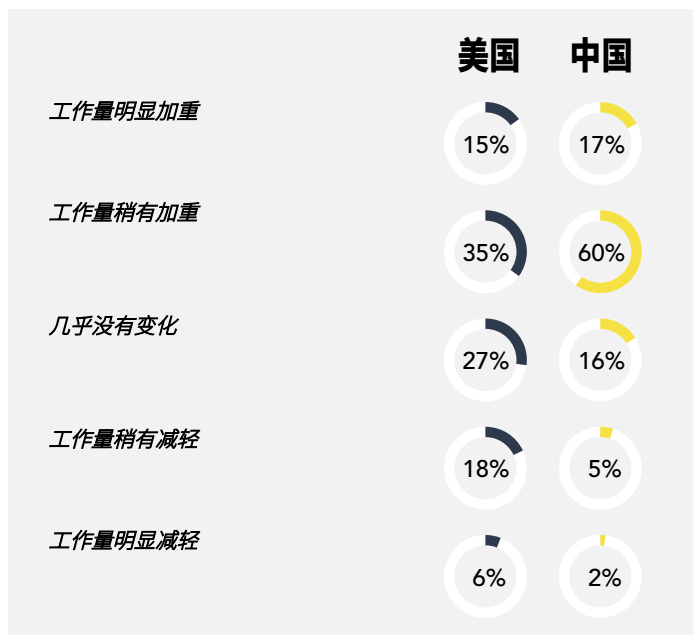 美国 中国
工作量明显加重 15% 17%
工作量稍有加重 35% 60%
几乎没有变化 27% 16%
工作量稍有减轻 18% 5%
工作量明显减轻 6% 2%